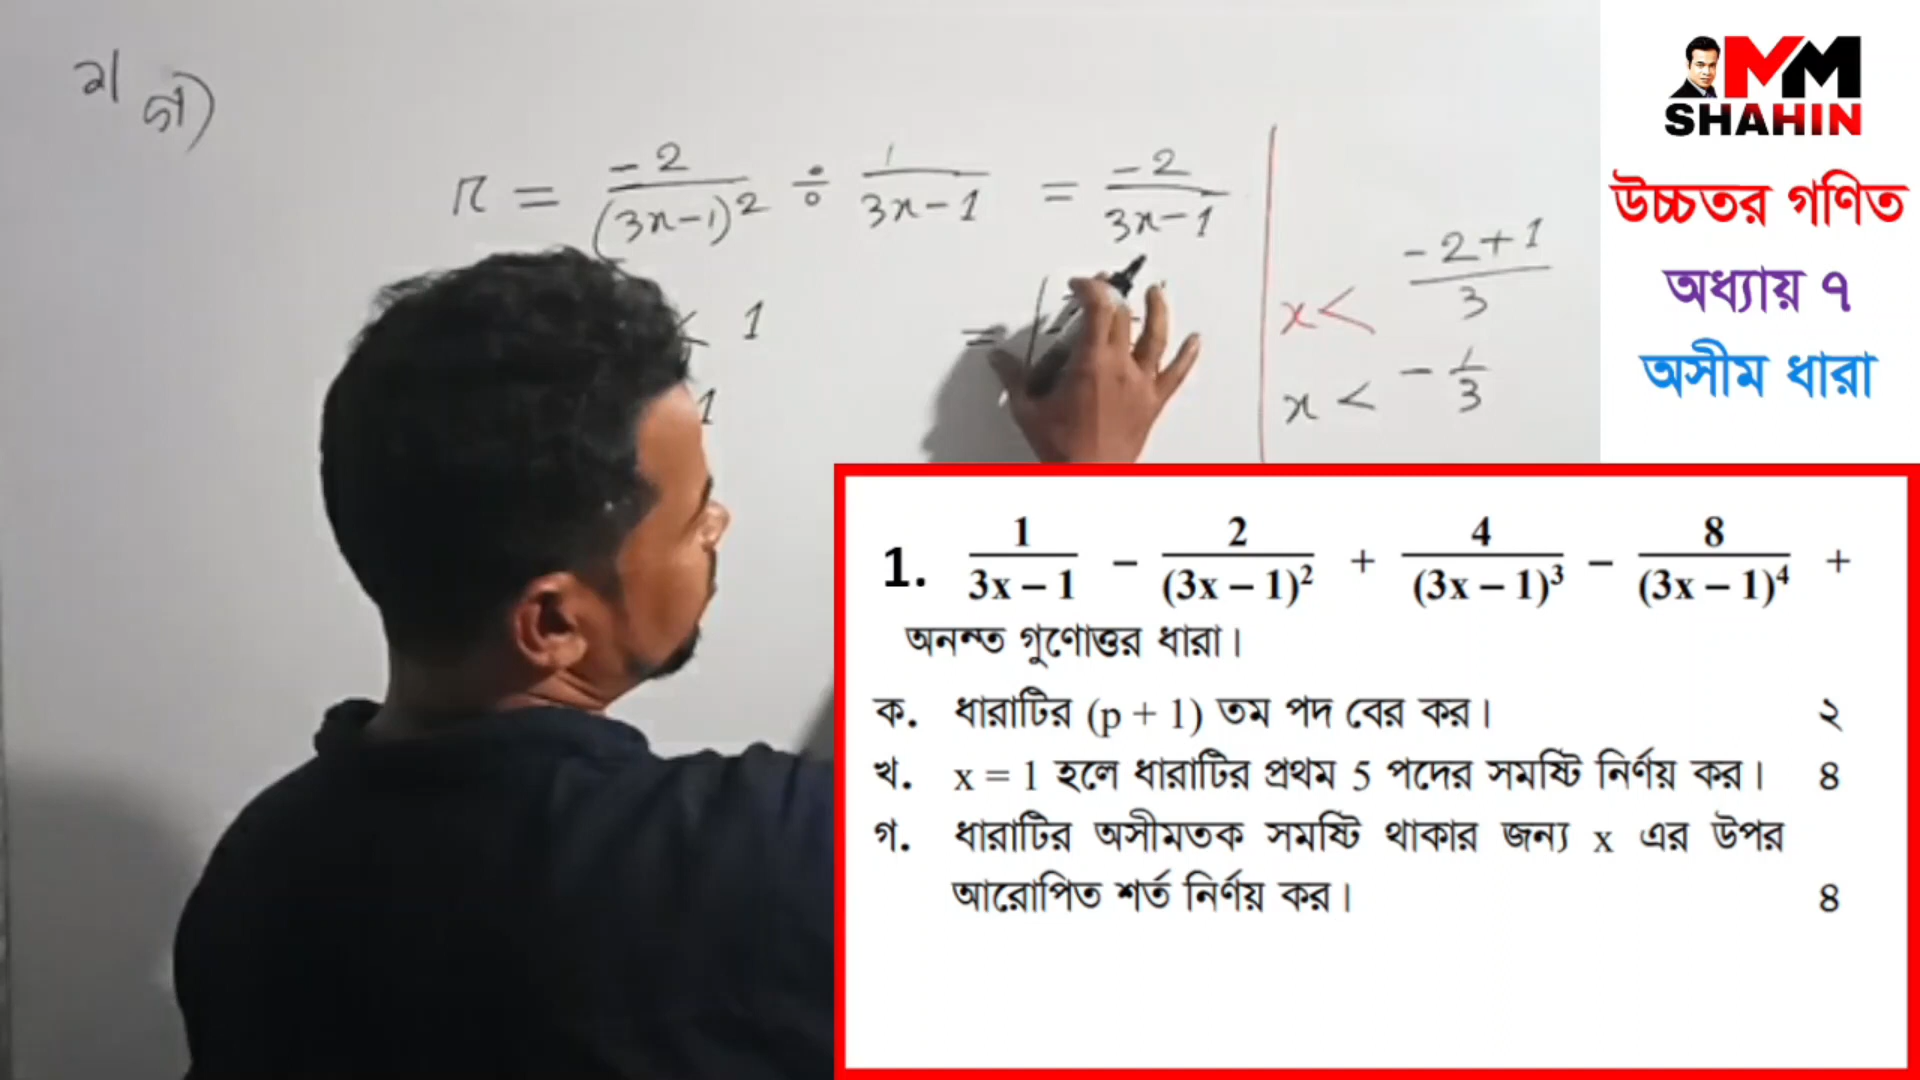 ১। গ)
r = -2/(3x-1)² ÷ 1/3x-1 = -2/3x-1
< 1
=
1
x < -2+1/3
x < -1/3
MM
SHAHIN
উচ্চতর গণিত
অধ্যায় ৭
অসীম ধারা
1. 1/3x – 1 – 2/(3x – 1)² + 4/(3x – 1)³ – 8/(3x – 1)⁴ +
অনন্ত গুণোত্তর ধারা।
ক. ধারাটির (p + 1) তম পদ বের কর। ২
খ. x = 1 হলে ধারাটির প্রথম 5 পদের সমষ্টি নির্ণয় কর। ৪
গ. ধারাটির অসীমতক সমষ্টি থাকার জন্য x এর উপর
আরোপিত শর্ত নির্ণয় কর। ৪